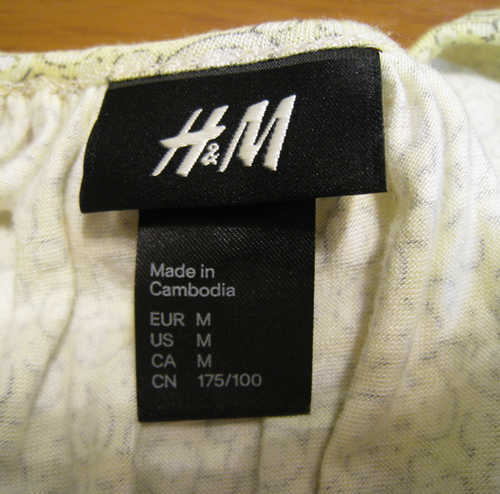 H&M
Made in
Cambodia
EUR M
US M
CA M
CN 175/100